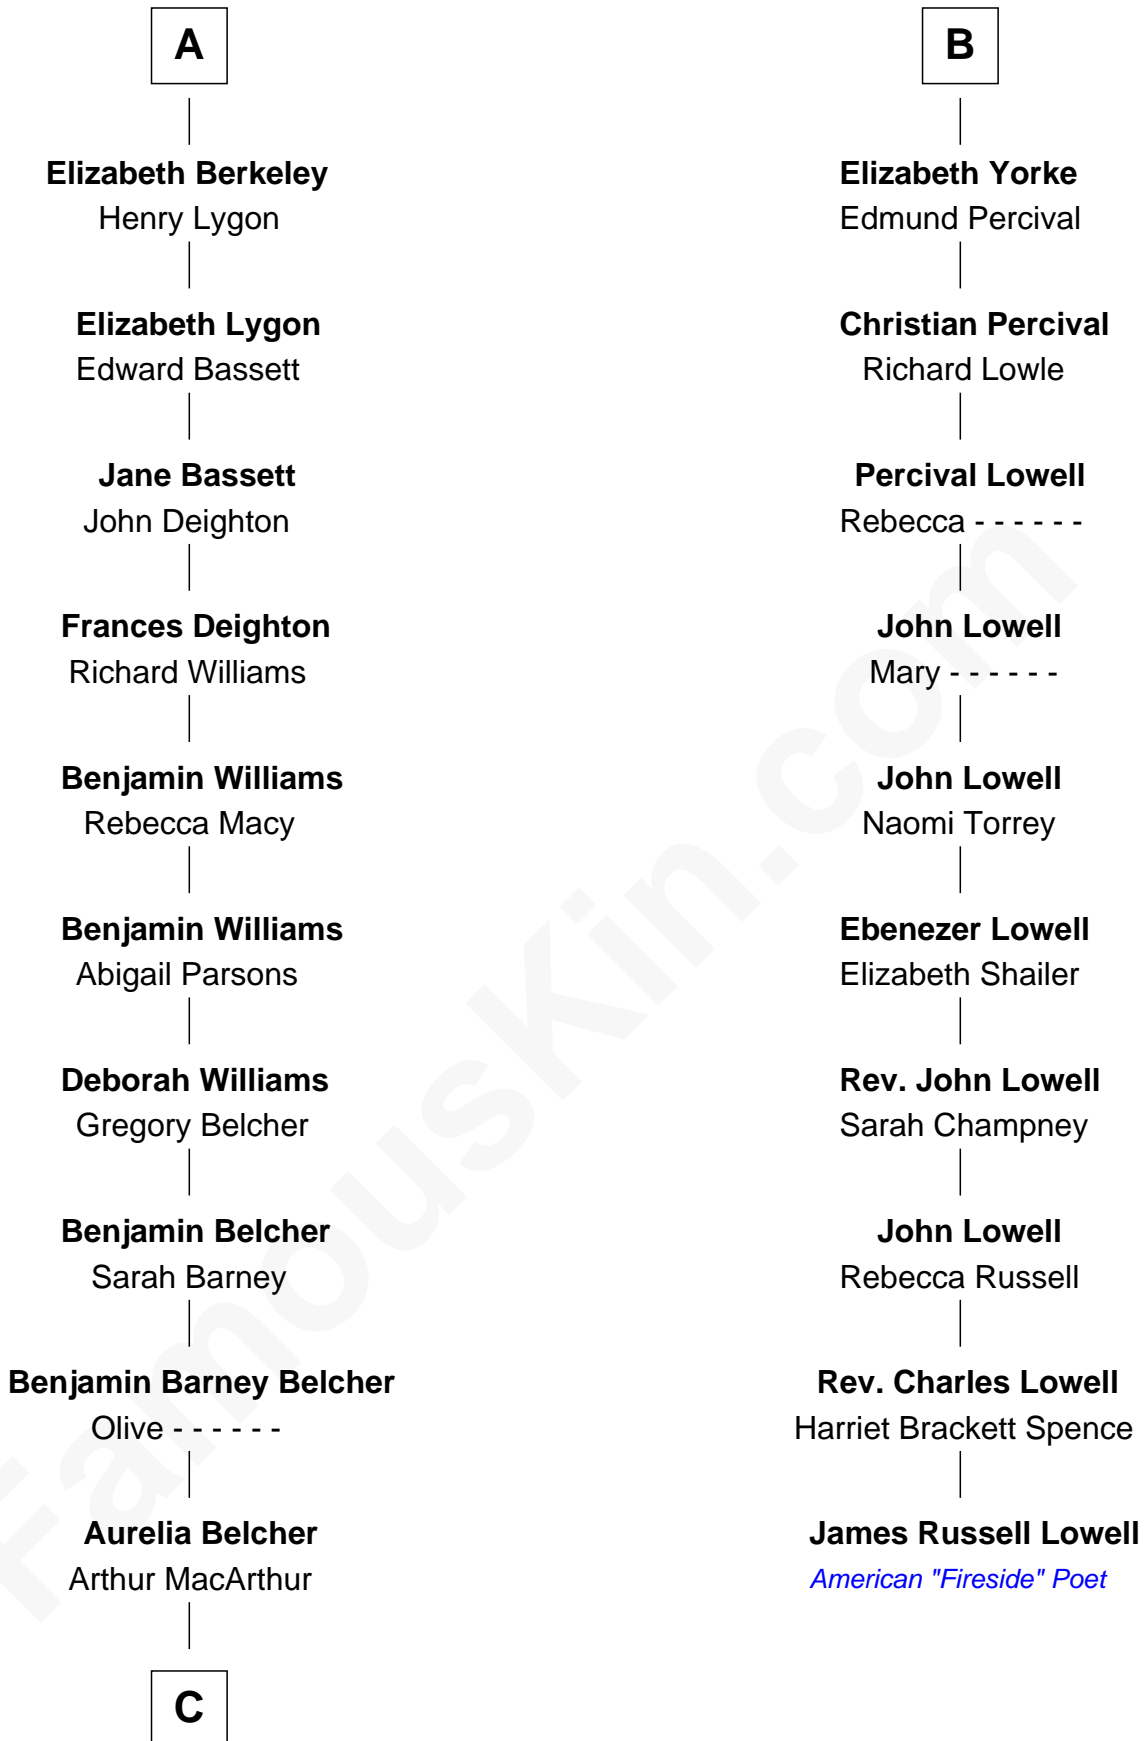 A
Elizabeth Berkeley
Henry Lygon
Elizabeth Lygon
Edward Bassett
Jane Bassett
John Deighton
Frances Deighton
Richard Williams
Benjamin Williams
Rebecca Macy
Benjamin Williams
Abigail Parsons
Deborah Williams
Gregory Belcher
Benjamin Belcher
Sarah Barney
Benjamin Barney Belcher
Olive - - - - - -
Aurelia Belcher
Arthur MacArthur
C
B
Elizabeth Yorke
Edmund Percival
Christian Percival
Richard Lowle
Percival Lowell
Rebecca - - - - - -
John Lowell
Mary - - - - - -
John Lowell
Naomi Torrey
Ebenezer Lowell
Elizabeth Shailer
Rev. John Lowell
Sarah Champney
John Lowell
Rebecca Russell
Rev. Charles Lowell
Harriet Brackett Spence
James Russell Lowell
American "Fireside" Poet
FamousKin.com